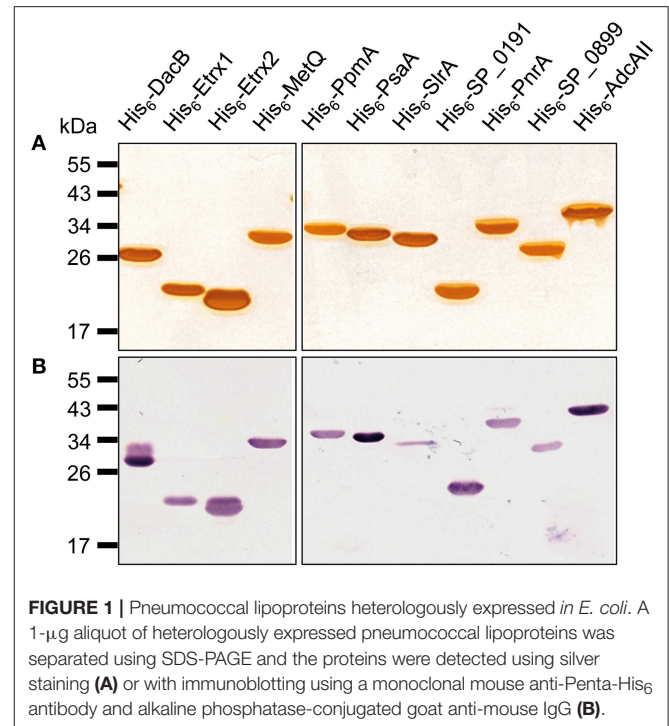 His₆-DacB
His₆-Etrx1
His₆-Etrx2
His₆-MetQ
His₆-PpmA
His₆-PsaA
His₆-SlrA
His₆-SP_0191
His₆-PnrA
His₆-SP_0899
His₆-AdcAII
kDa
A
55
43
34
26
17
B
55
43
34
26
17
FIGURE 1 | Pneumococcal lipoproteins heterologously expressed in E. coli. A
1-μg aliquot of heterologously expressed pneumococcal lipoproteins was
separated using SDS-PAGE and the proteins were detected using silver
staining (A) or with immunoblotting using a monoclonal mouse anti-Penta-His₆
antibody and alkaline phosphatase-conjugated goat anti-mouse IgG (B).